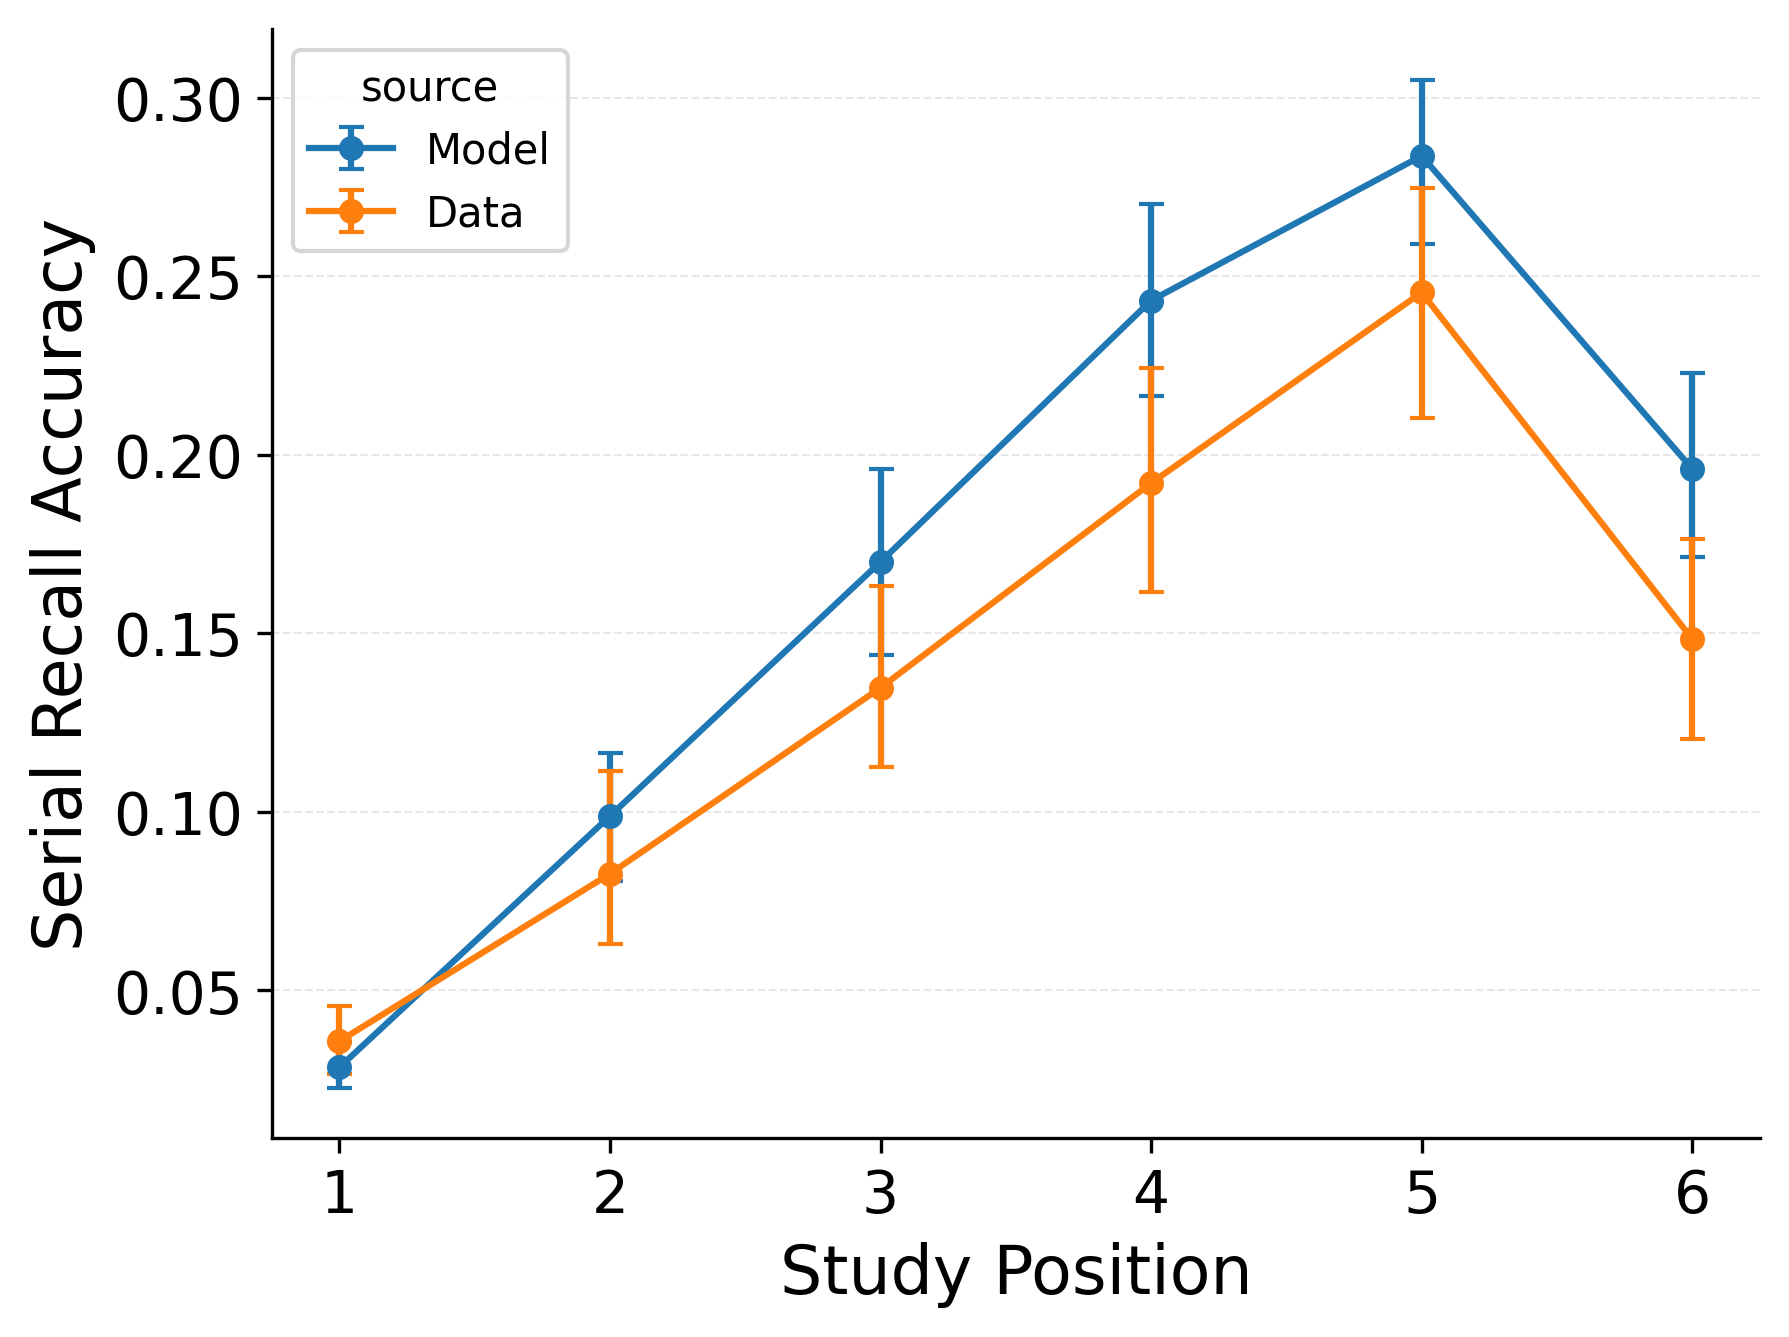 source
Model
Data
0.30
0.25
0.20
0.15
0.10
0.05
Serial Recall Accuracy
1 2 3 4 5 6
Study Position